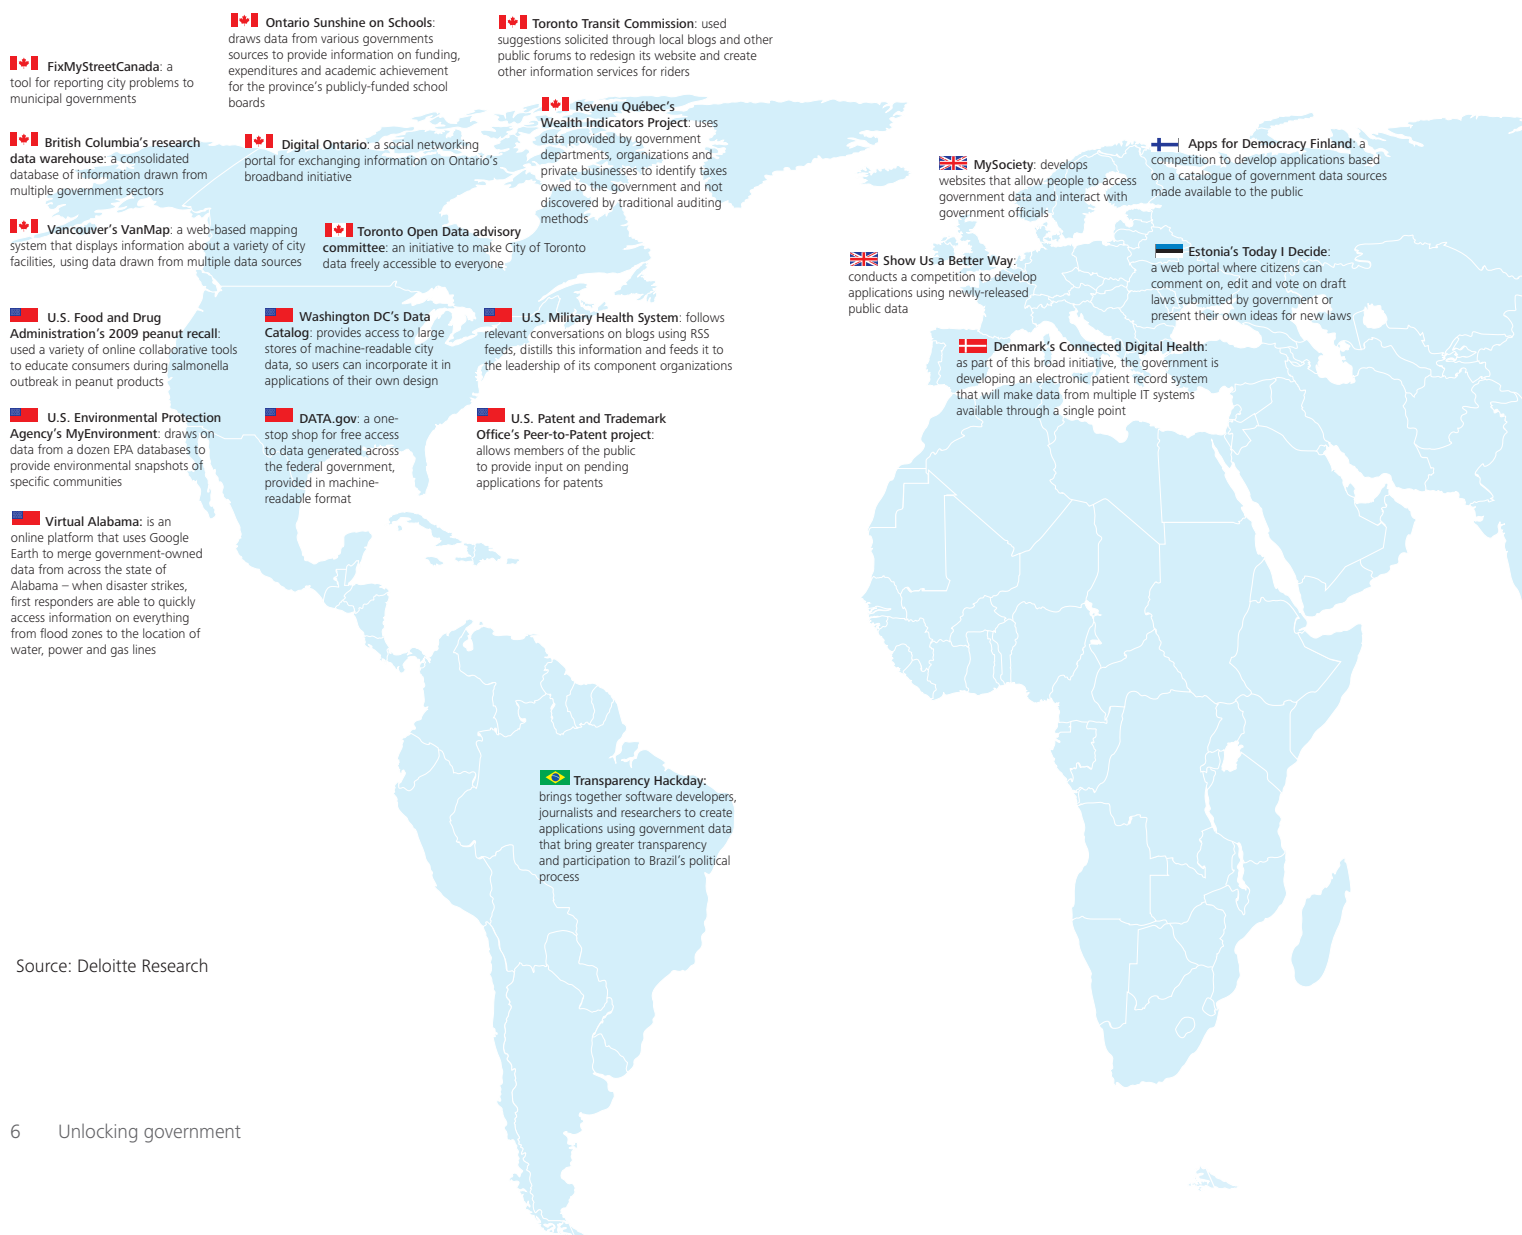 Ontario Sunshine on Schools:
draws data from various governments
sources to provide information on funding,
expenditures and academic achievement
for the province's publicly-funded school
boards
Toronto Transit Commission: used
suggestions solicited through local blogs and other
public forums to redesign its website and create
other information services for riders
FixMyStreetCanada: a
tool for reporting city problems to
municipal governments
Revenu Québec's
Wealth Indicators Project: uses
data provided by government
departments, organizations and
private businesses to identify taxes
owed to the government and not
discovered by traditional auditing
methods
British Columbia's research
data warehouse: a consolidated
database of information drawn from
multiple government sectors
Digital Ontario: a social networking
portal for exchanging information on Ontario's
broadband initiative
Vancouver's VanMap: a web-based mapping
system that displays information about a variety of city
facilities, using data drawn from multiple data sources
Toronto Open Data advisory
committee: an initiative to make City of Toronto
data freely accessible to everyone
MySociety: develops
websites that allow people to access
government data and interact with
government officials
Apps for Democracy Finland: a
competition to develop applications based
on a catalogue of government data sources
made available to the public
Show Us a Better Way:
conducts a competition to develop
applications using newly-released
public data
Estonia's Today I Decide:
a web portal where citizens can
comment on, edit and vote on draft
laws submitted by government or
present their own ideas for new laws
Denmark's Connected Digital Health:
as part of this broad initiative, the government is
developing an electronic patient record system
that will make data from multiple IT systems
available through a single point
U.S. Food and Drug
Administration's 2009 peanut recall:
used a variety of online collaborative tools
to educate consumers during salmonella
outbreak in peanut products
Washington DC's Data
Catalog: provides access to large
stores of machine-readable city
data, so users can incorporate it in
applications of their own design
U.S. Military Health System: follows
relevant conversations on blogs using RSS
feeds, distills this information and feeds it to
the leadership of its component organizations
U.S. Environmental Protection
Agency's MyEnvironment: draws on
data from a dozen EPA databases to
provide environmental snapshots of
specific communities
DATA.gov: a one-
stop shop for free access
to data generated across
the federal government,
provided in machine-
readable format
U.S. Patent and Trademark
Office's Peer-to-Patent project:
allows members of the public
to provide input on pending
applications for patents
Virtual Alabama: is an
online platform that uses Google
Earth to merge government-owned
data from across the state of
Alabama – when disaster strikes,
first responders are able to quickly
access information on everything
from flood zones to the location of
water, power and gas lines
Transparency Hackday:
brings together software developers,
journalists and researchers to create
applications using government data
that bring greater transparency
and participation to Brazil's political
process
Source: Deloitte Research
6 Unlocking government